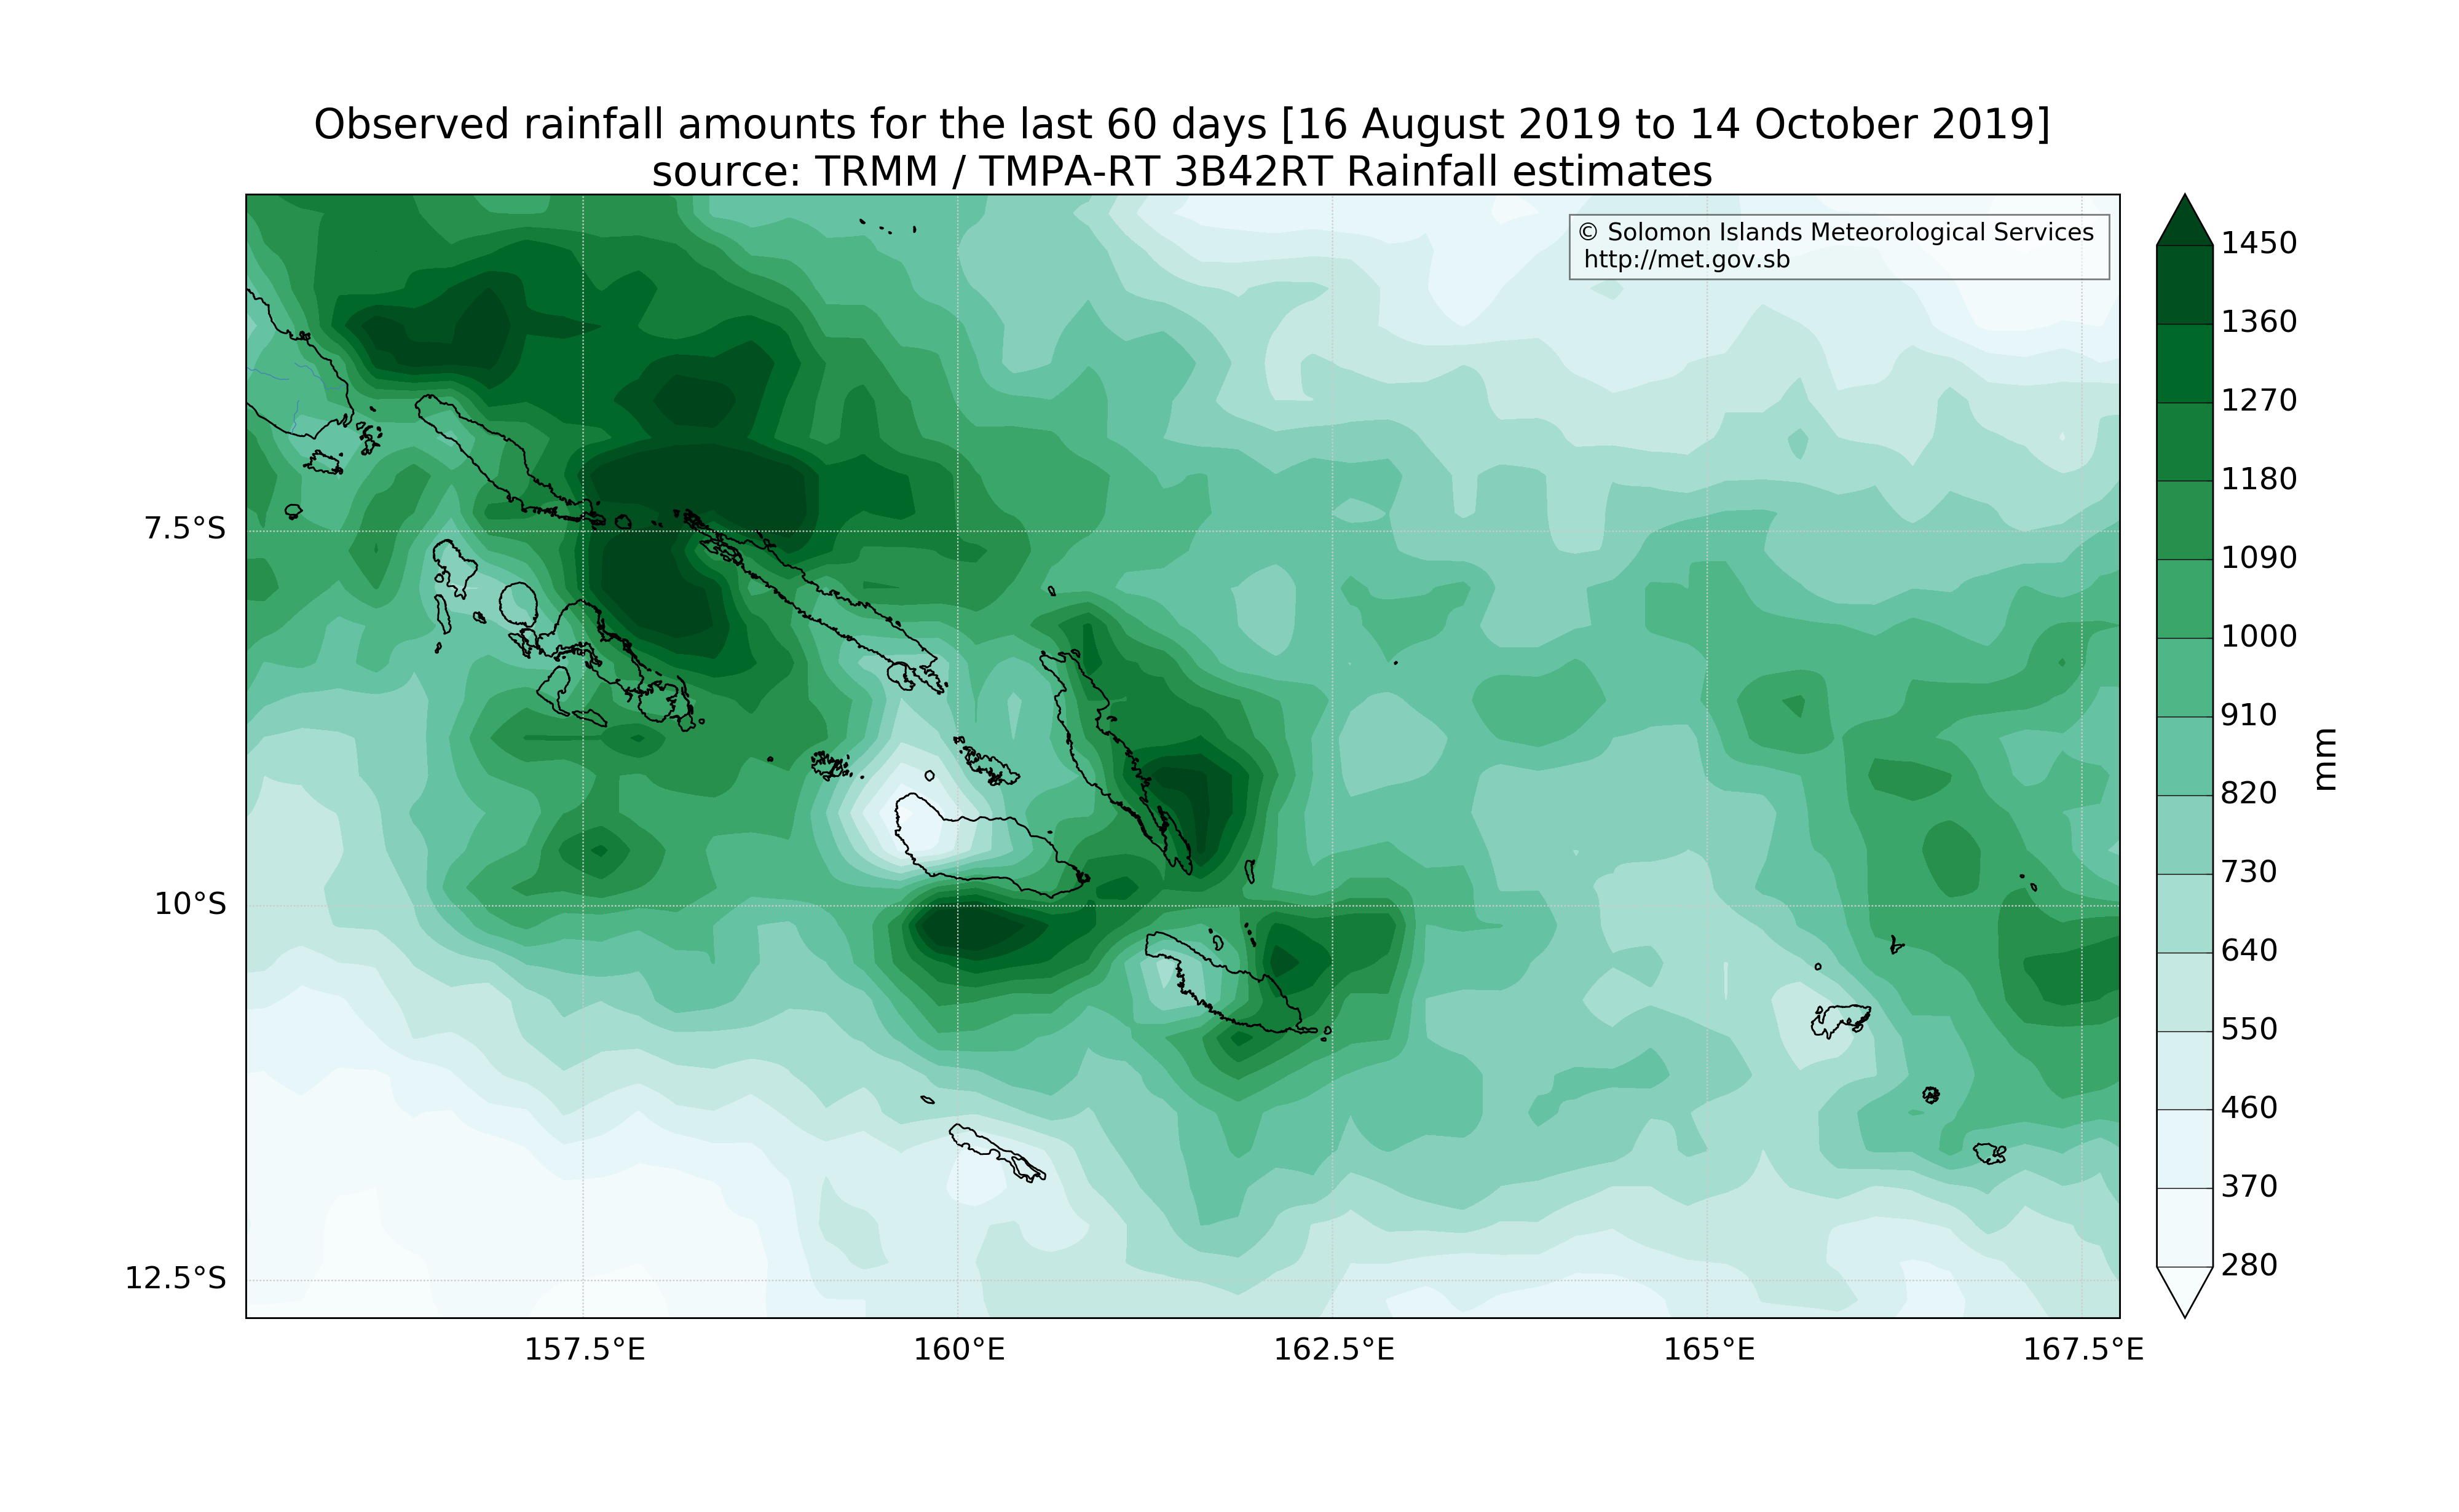 Observed rainfall amounts for the last 60 days [16 August 2019 to 14 October 2019]
source: TRMM / TMPA-RT 3B42RT Rainfall estimates
© Solomon Islands Meteorological Services
http://met.gov.sb
7.5°S
10°S
12.5°S
157.5°E
160°E
162.5°E
165°E
167.5°E
1450
1360
1270
1180
1090
1000
910
820
730
640
550
460
370
280
mm